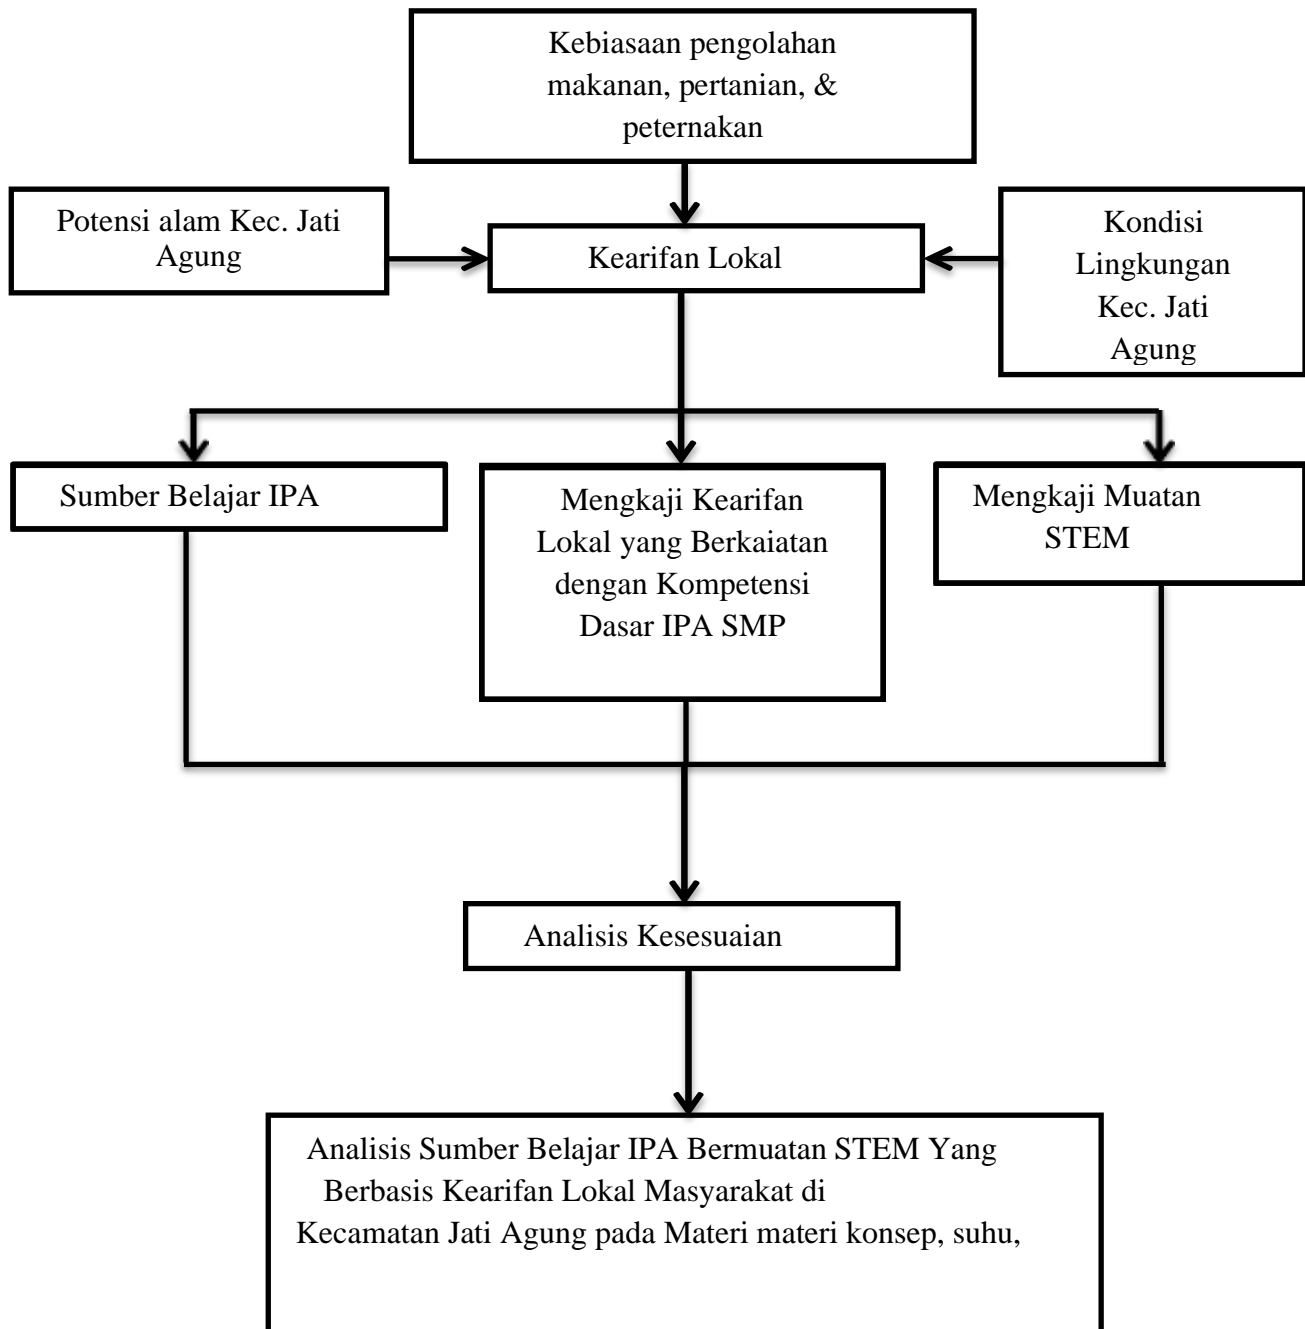 Kebiasaan pengolahan
makanan, pertanian, &
peternakan
Potensi alam Kec. Jati
Agung
Kearifan Lokal
Kondisi
Lingkungan
Kec. Jati
Agung
Sumber Belajar IPA
Mengkaji Kearifan
Lokal yang Berkaiatan
dengan Kompetensi
Dasar IPA SMP
Mengkaji Muatan
STEM
Analisis Kesesuaian
Analisis Sumber Belajar IPA Bermuatan STEM Yang
Berbasis Kearifan Lokal Masyarakat di
Kecamatan Jati Agung pada Materi materi konsep, suhu,